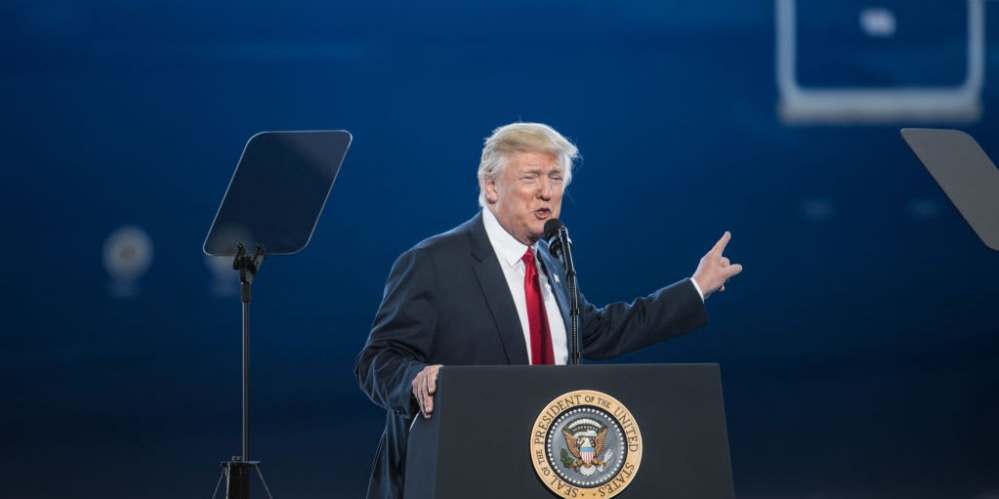 SEAL OF THE PRESIDENT OF THE UNITED STATES